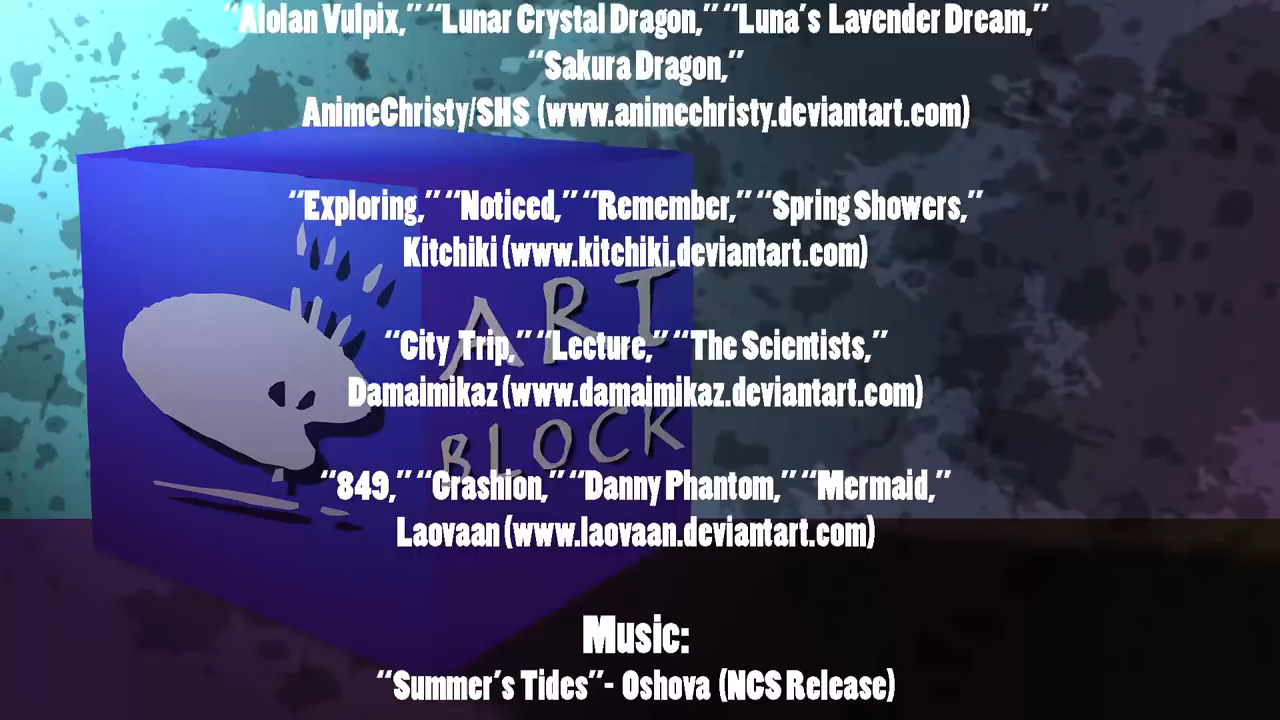 “Alolan Vulpix,” “Lunar Crystal Dragon,” “Luna’s Lavender Dream,”
“Sakura Dragon,”
AnimeChristy/SHS (www.animechristy.deviantart.com)
“Exploring,” “Noticed,” “Remember,” “Spring Showers,”
Kitchiki (www.kitchiki.deviantart.com)
ART
“City Trip,” “Lecture,” “The Scientists,”
Damaimikaz (www.damaimikaz.deviantart.com)
BLOCK
“849,” “Crashion,” “Danny Phantom,” “Mermaid,”
Laovaan (www.laovaan.deviantart.com)
Music:
“Summer’s Tides”- Oshova (NCS Release)